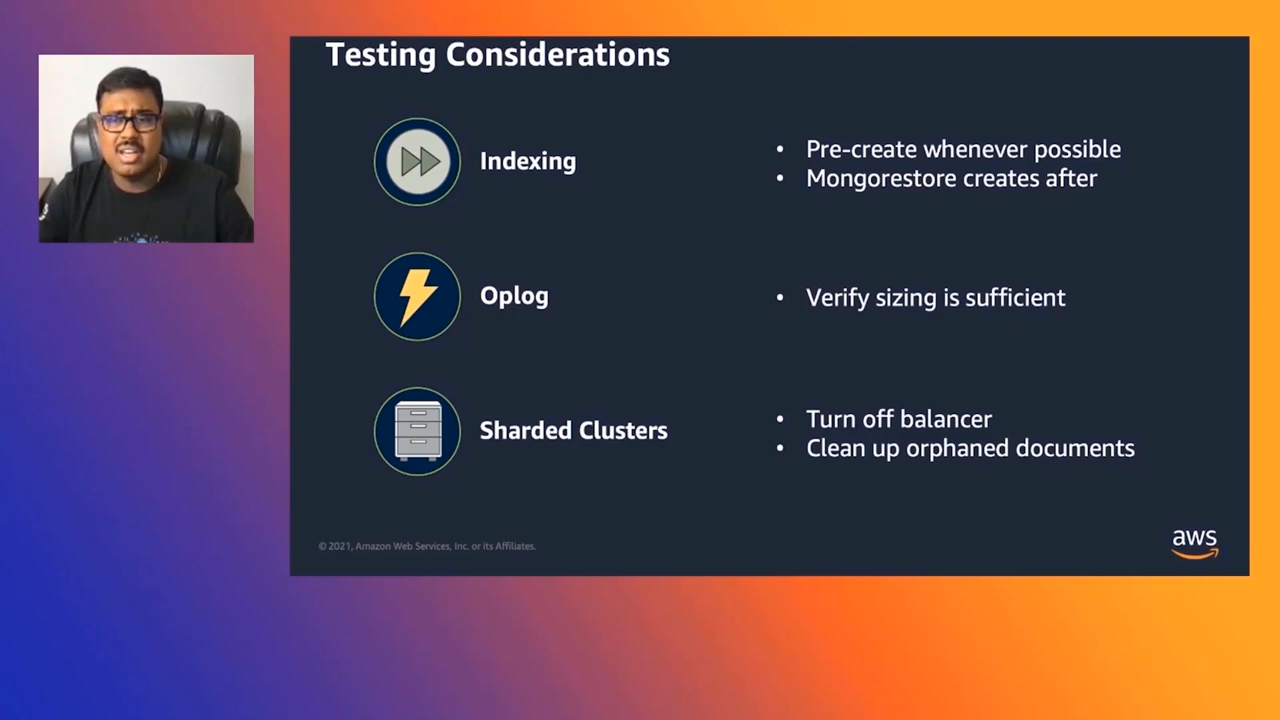 Testing Considerations
Indexing
• Pre-create whenever possible
• Mongorestore creates after
Oplog
• Verify sizing is sufficient
Sharded Clusters
• Turn off balancer
• Clean up orphaned documents
© 2021, Amazon Web Services, Inc. or its Affiliates.
aws